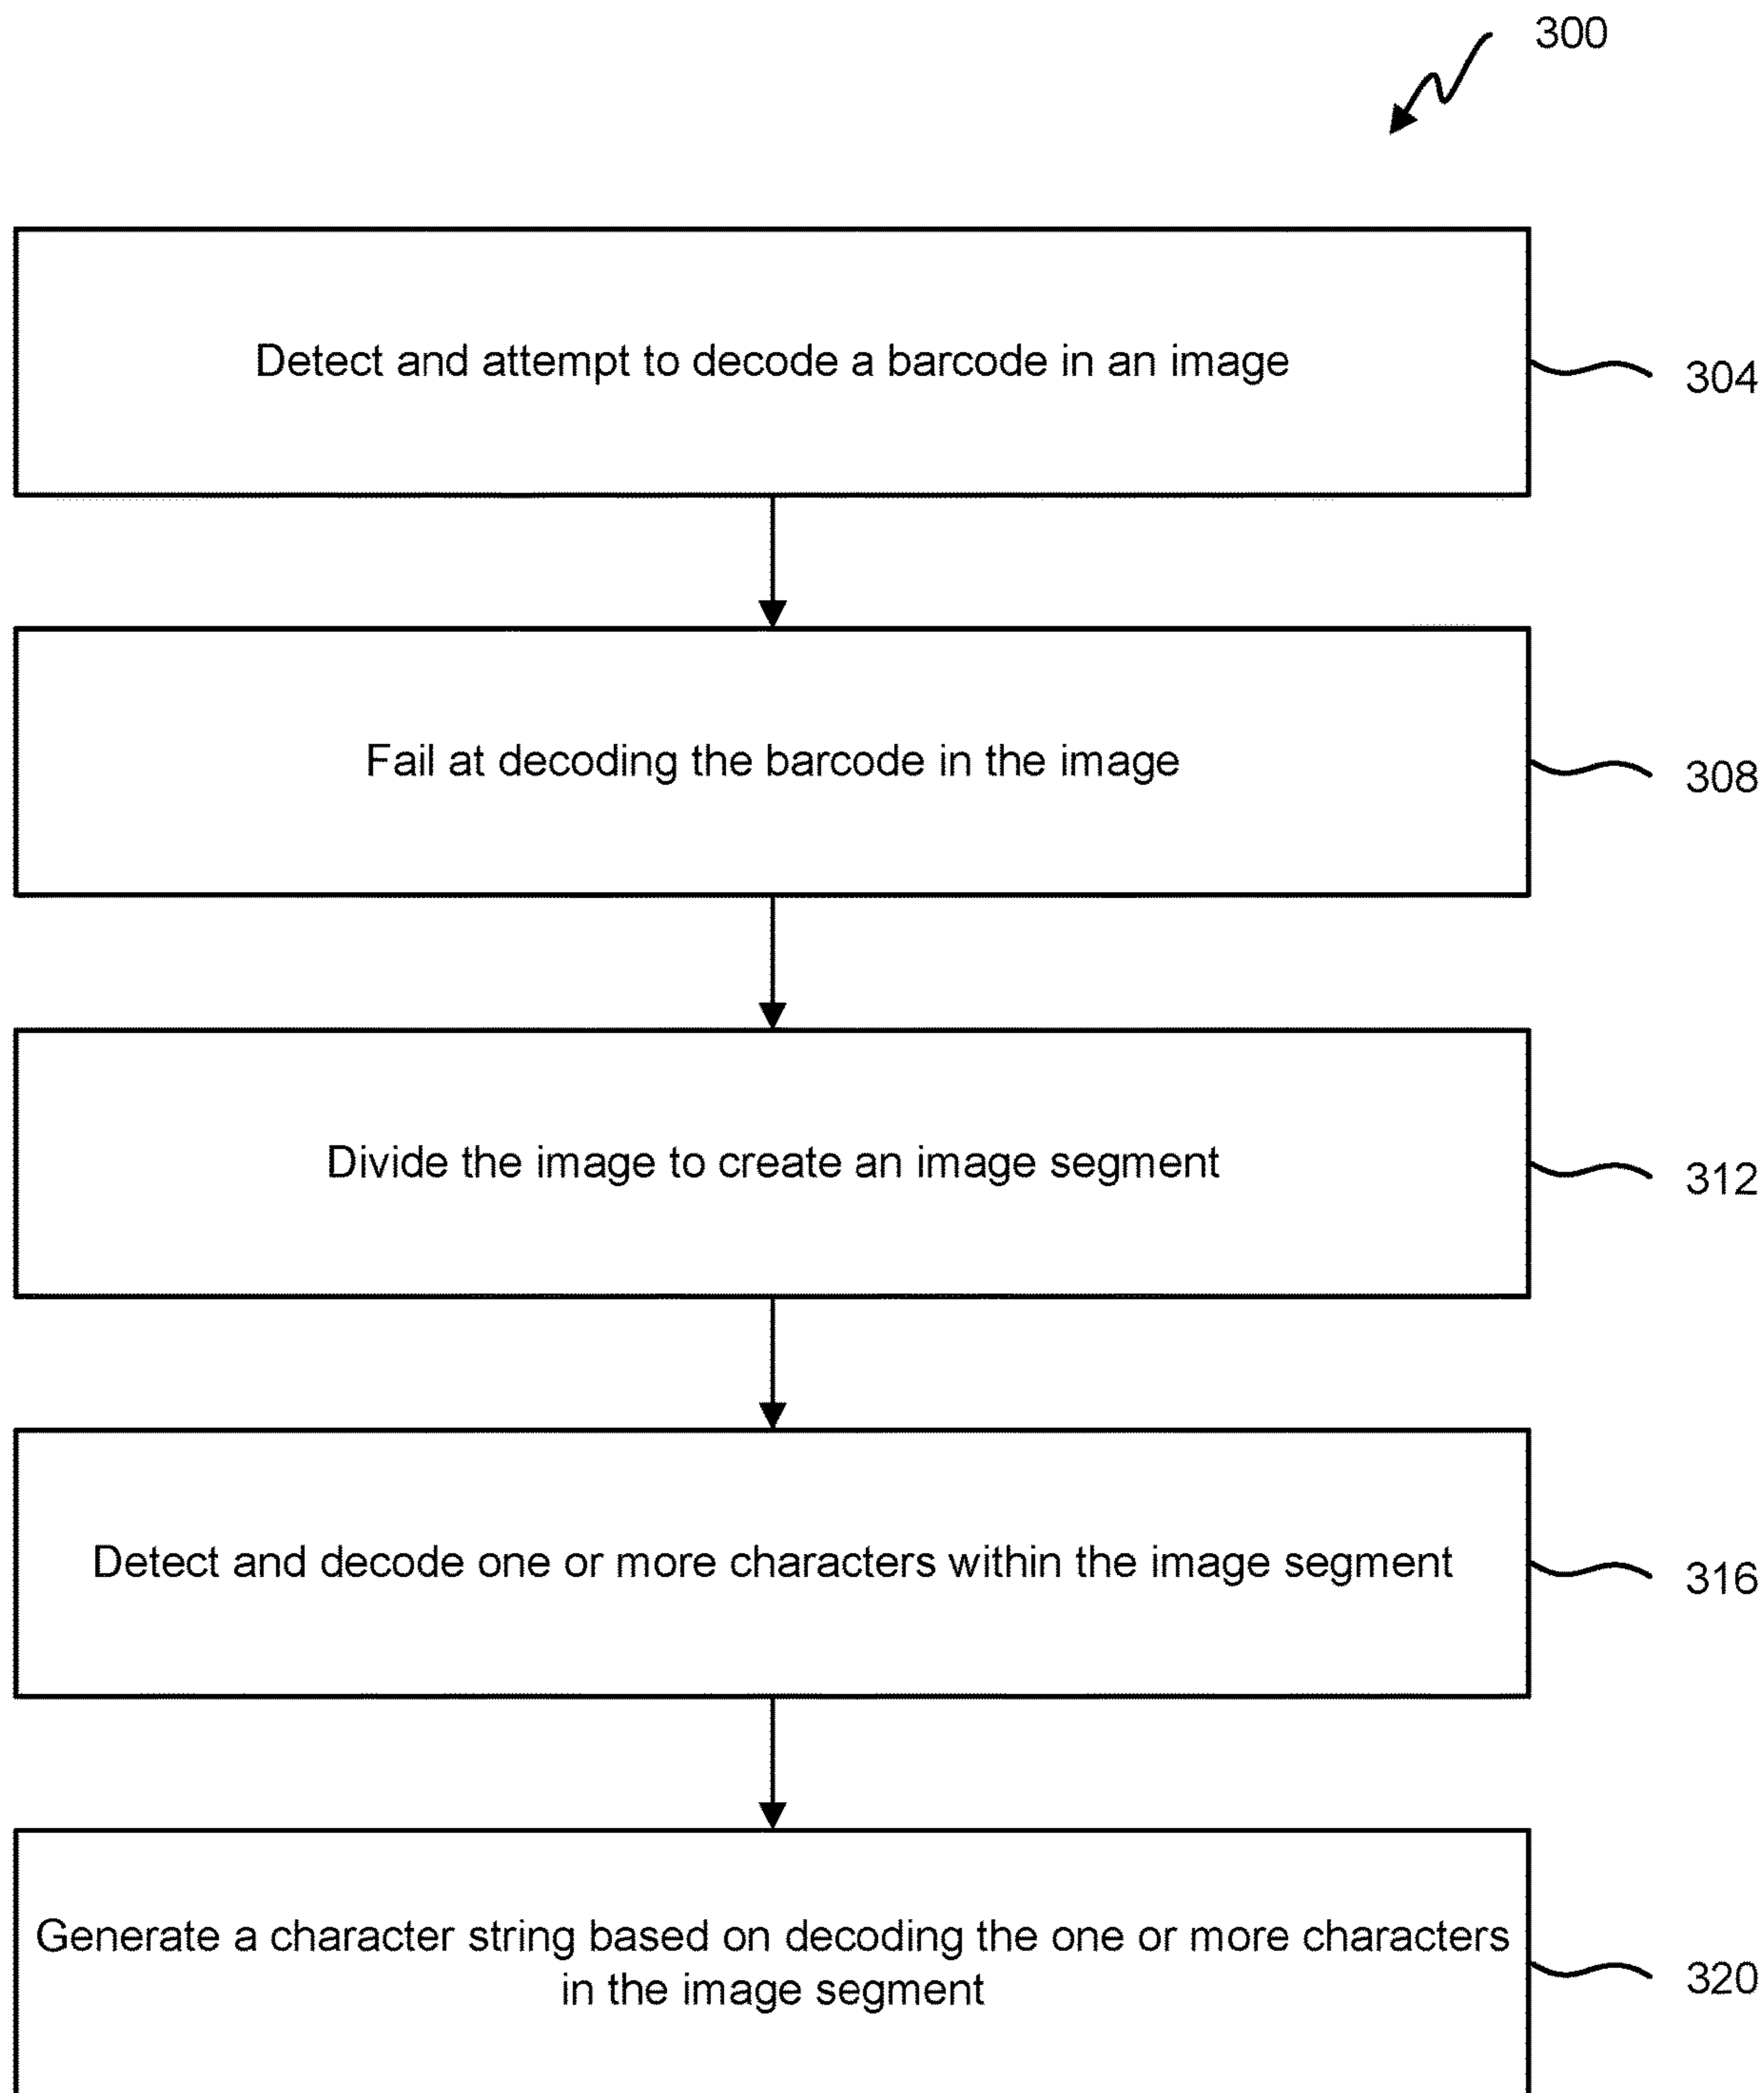 300
Detect and attempt to decode a barcode in an image
304
Fail at decoding the barcode in the image
308
Divide the image to create an image segment
312
Detect and decode one or more characters within the image segment
316
Generate a character string based on decoding the one or more characters
in the image segment
320